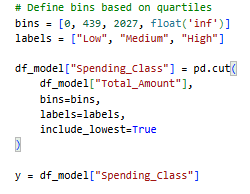 # Define bins based on quartiles
bins = [0, 439, 2027, float('inf')]
labels = ["Low", "Medium", "High"]

df_model["Spending_Class"] = pd.cut(
    df_model["Total_Amount"],
    bins=bins,
    labels=labels,
    include_lowest=True
)

y = df_model["Spending_Class"]